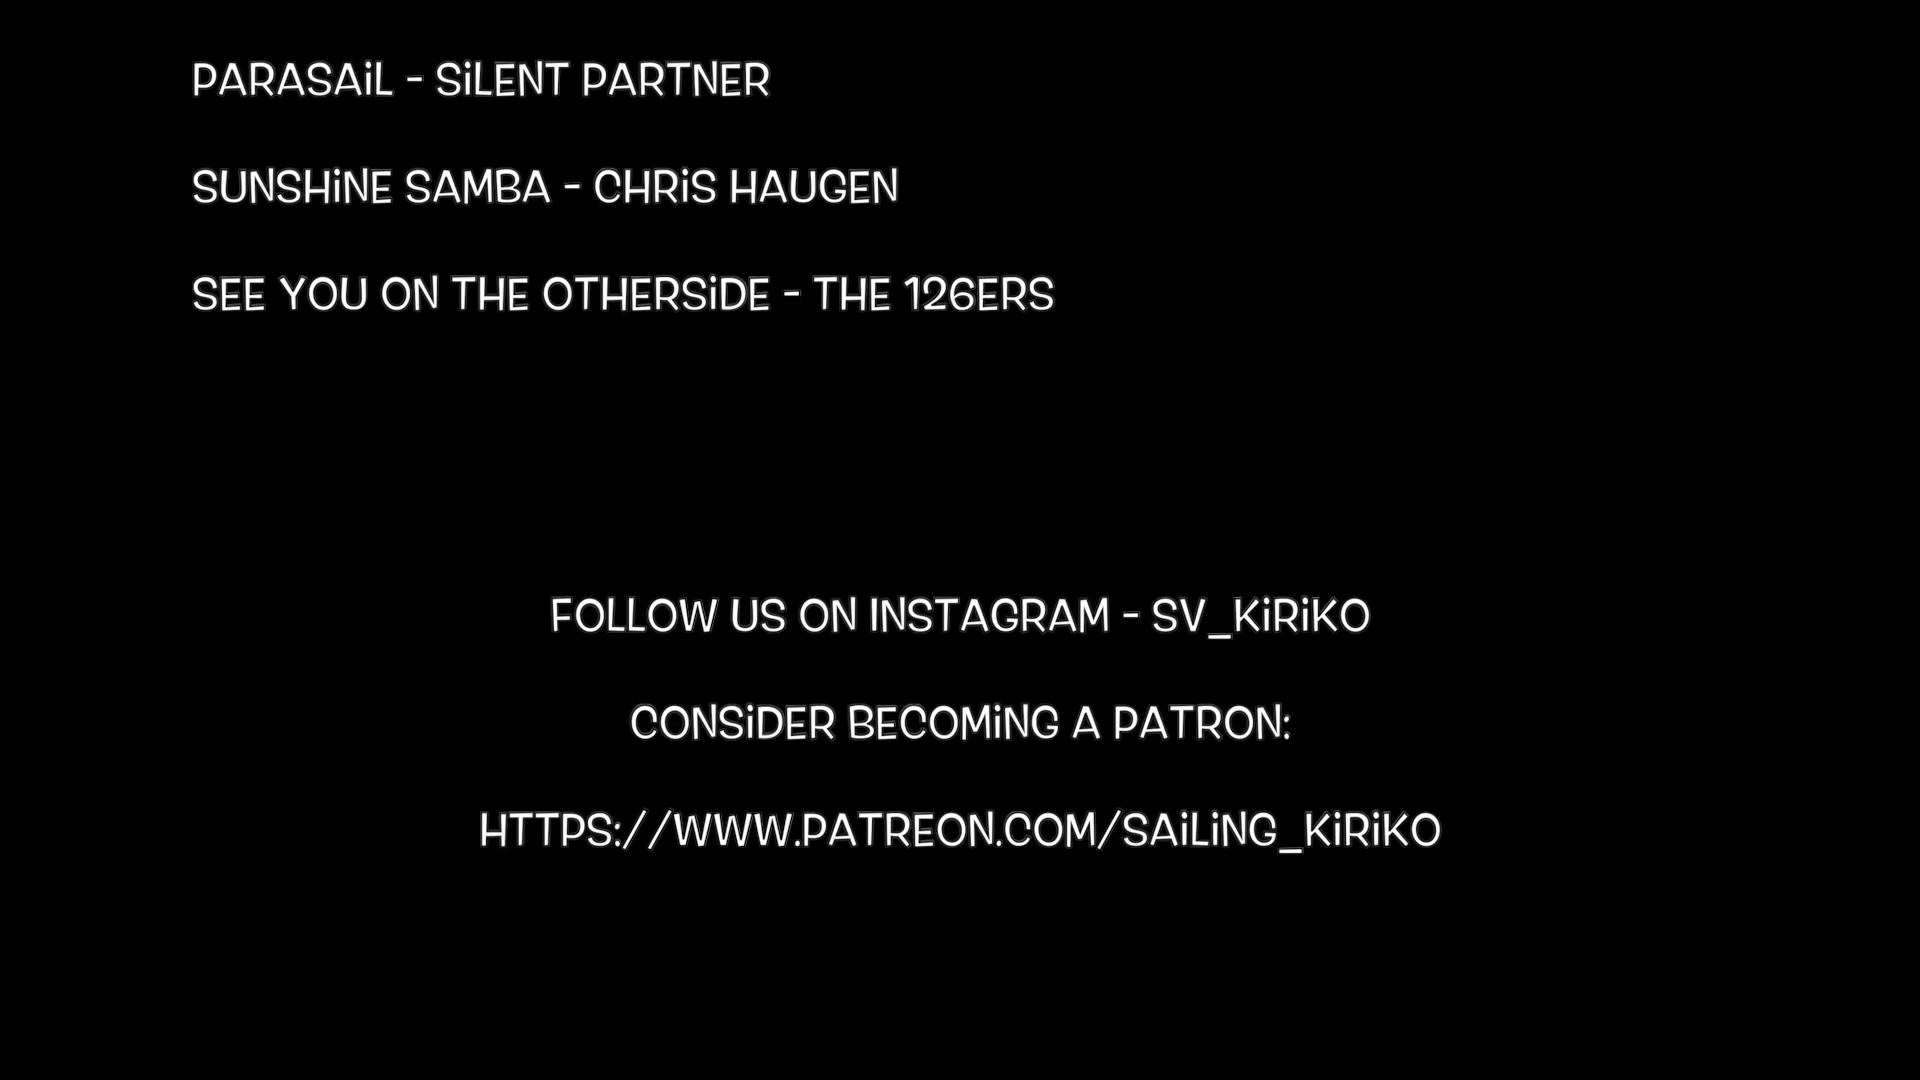 PARASAiL - SiLENT PARTNER
SUNSHiNE SAMBA - CHRiS HAUGEN
SEE YOU ON THE OTHERSiDE - THE 126ERS
FOLLOW US ON INSTAGRAM - SV_KiRiKO
CONSiDER BECOMiNG A PATRON:
HTTPS://WWW.PATREON.COM/SAiLiNG_KiRiKO